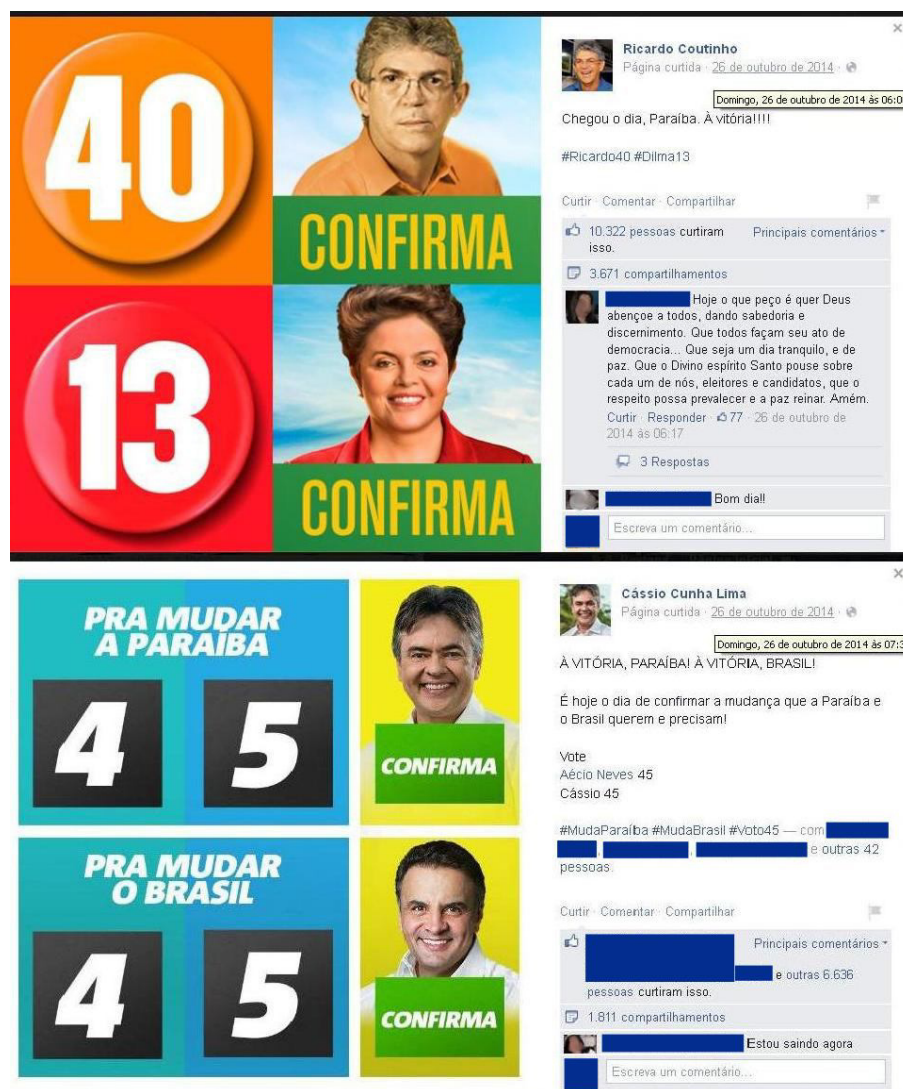 40
CONFIRMA
13
CONFIRMA
Ricardo Coutinho
Página curtida · 26 de outubro de 2014 ·
Domingo, 26 de outubro de 2014 às 06:0
Chegou o dia, Paraíba. À vitória!!!!
#Ricardo40 #Dilma13
Curtir · Comentar · Compartilhar
10.322 pessoas curtiram isso.
Principais comentários
3.671 compartilhamentos
Hoje o que peço é quer Deus
abençoe a todos, dando sabedoria e
discernimento. Que todos façam seu ato de
democracia... Que seja um dia tranquilo, e de
paz. Que o Divino espírito Santo pouse sobre
cada um de nós, eleitores e candidatos, que o
respeito possa prevalecer e a paz reinar. Amém.
Curtir · Responder · 77 · 26 de outubro de
2014 às 06:17
3 Respostas
Bom dia!!
Escreva um comentário...
PRA MUDAR
A PARAÍBA
4 5
CONFIRMA
PRA MUDAR
O BRASIL
4 5
CONFIRMA
Cássio Cunha Lima
Página curtida · 26 de outubro de 2014 ·
Domingo, 26 de outubro de 2014 às 07:3
À VITÓRIA, PARAÍBA! À VITÓRIA, BRASIL!
É hoje o dia de confirmar a mudança que a Paraíba e
o Brasil querem e precisam!
Vote
Aécio Neves 45
Cássio 45
#MudaParaíba #MudaBrasil #Voto45 — com
, , e outras 42
pessoas.
Curtir · Comentar · Compartilhar
Principais comentários
e outras 6.636
pessoas curtiram isso.
1.811 compartilhamentos
Estou saindo agora
Escreva um comentário...